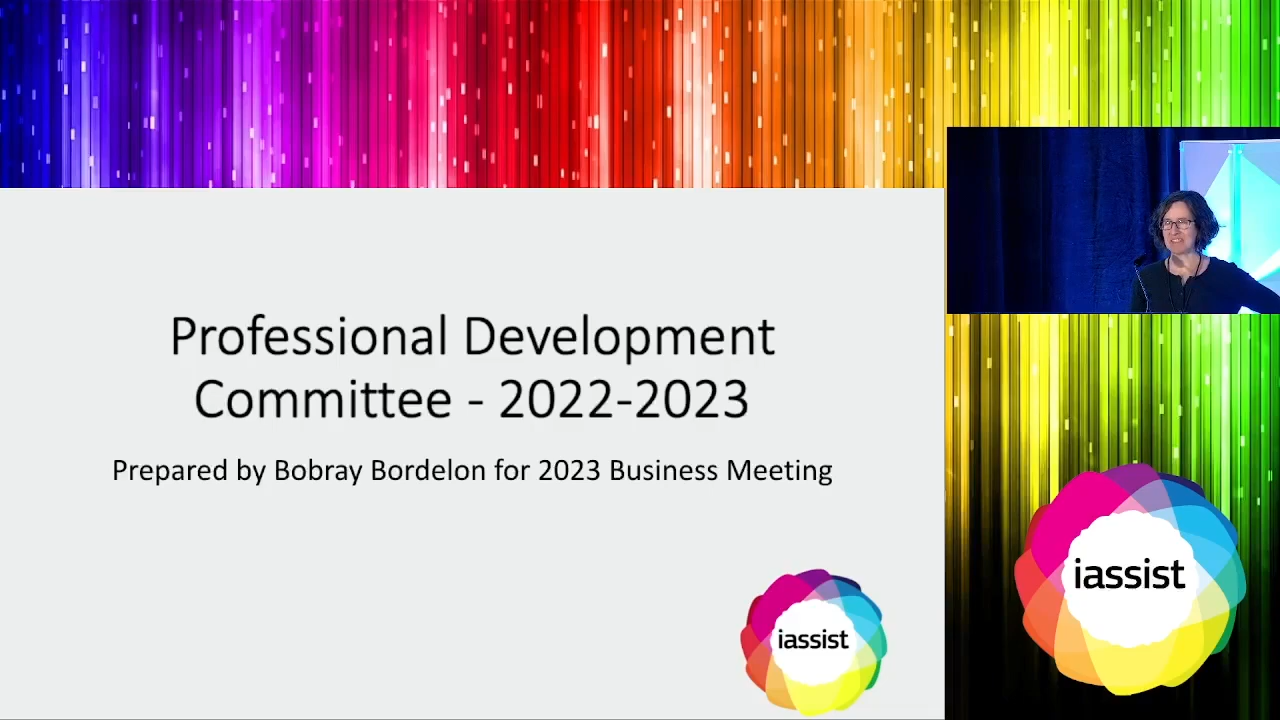 Professional Development
Committee - 2022-2023
Prepared by Bobray Bordelon for 2023 Business Meeting
iassist
iassist